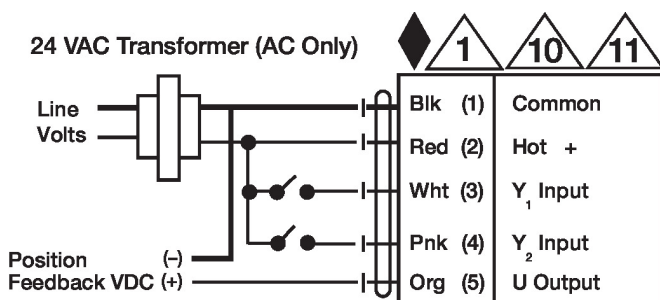 24 VAC Transformer (AC Only)
1 10 11
Line
Volts
Blk (1) Common
Red (2) Hot +
Wht (3) Y1 Input
Pnk (4) Y2 Input
Org (5) U Output
Position (–)
Feedback VDC (+)